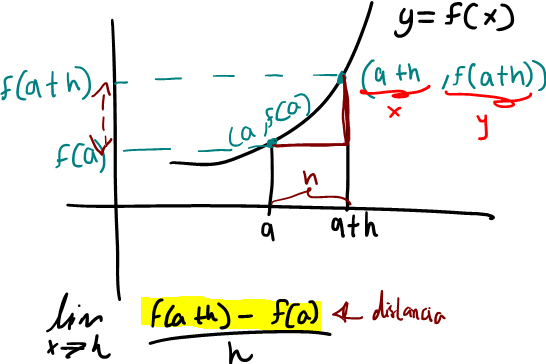 y = f(x)
f(a+h)
(a+h, f(a+h))
x
y
(a, f(a))
f(a)
h
a
a+h
lim x→h f(a+h) - f(a) / h
distancia